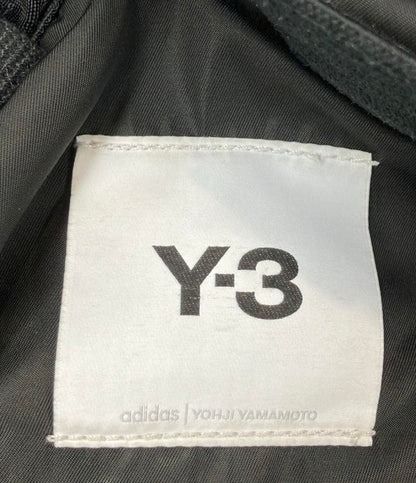 Y-3
adidas | YOHJI YAMAMOTO